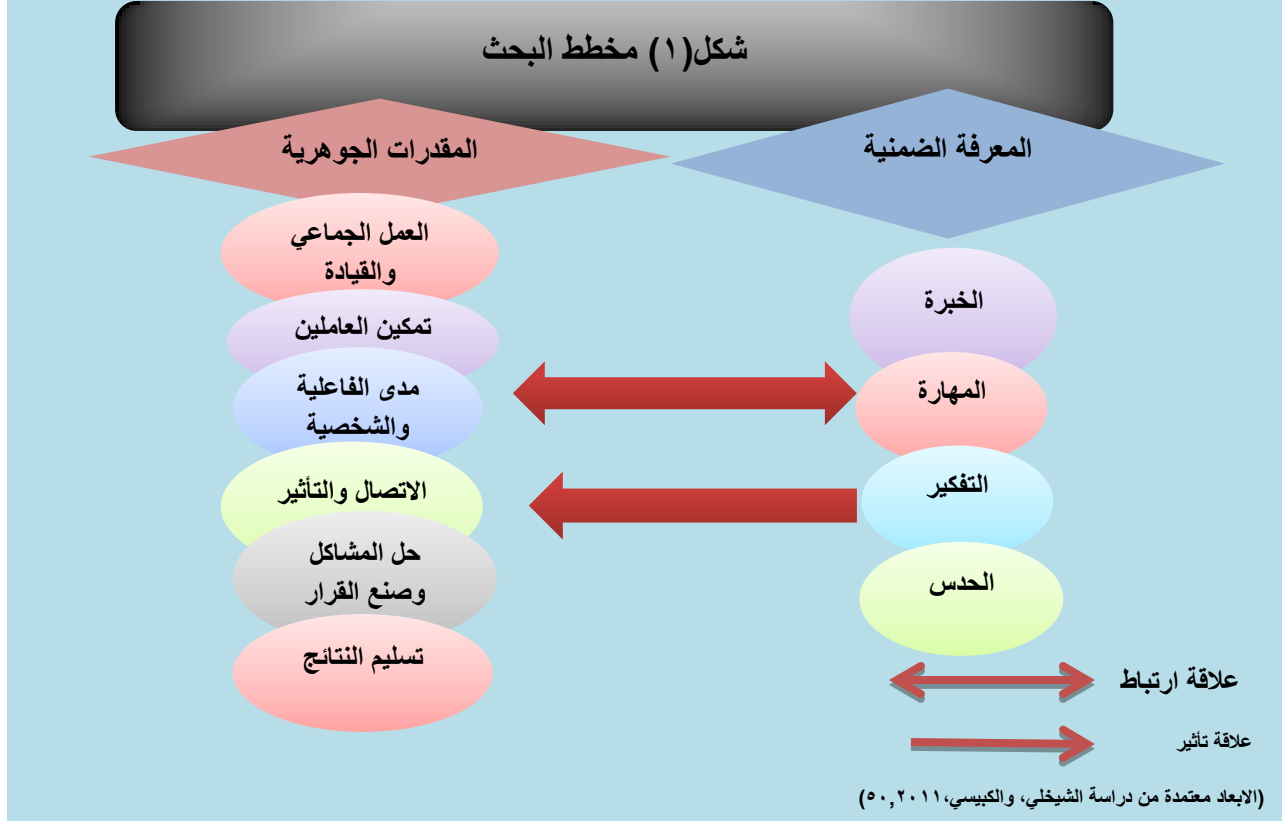 شكل(١) مخطط البحث
المعرفة الضمنية
الخبرة
المهارة
التفكير
الحدس
المقدرات الجوهرية
العمل الجماعي
والقيادة
تمكين العاملين
مدى الفاعلية
والشخصية
الاتصال والتأثير
حل المشاكل
وصنع القرار
تسليم النتائج
علاقة ارتباط
علاقة تأثير
(الابعاد معتمدة من دراسة الشيخلي، والكبيسي،٥٠,٢٠١١)